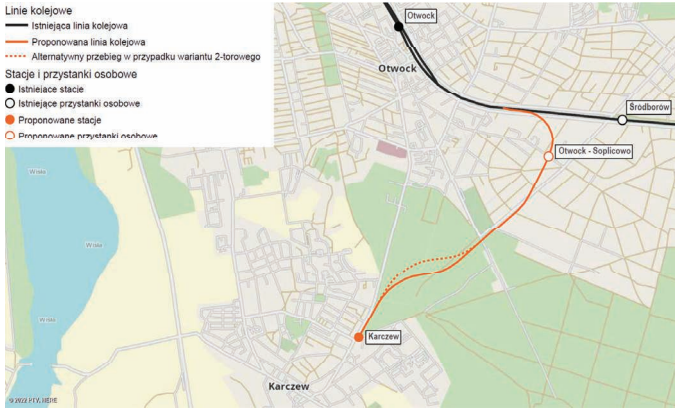 Linie kolejowe
Istniejąca linia kolejowa
Proponowana linia kolejowa
Alternatywny przebieg w przypadku wariantu 2-torowego
Stacje i przystanki osobowe
Istniejące stacje
Istniejące przystanki osobowe
Proponowane stacje
Proponowane przystanki osobowe
Otwock
Otwock
Śródborów
Otwock - Soplicowo
Wisła
Wisła
Wisła
Karczew
Karczew
© 2022 PTV, HERE